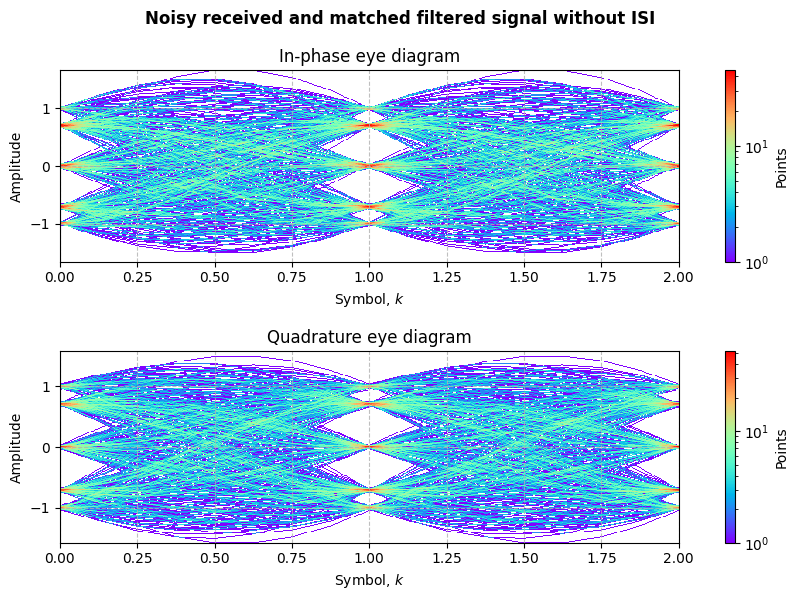 Noisy received and matched filtered signal without ISI
In-phase eye diagram
Amplitude
1
0
−1
0.00 0.25 0.50 0.75 1.00 1.25 1.50 1.75 2.00
Symbol, k
10¹
10⁰
Points
Quadrature eye diagram
Amplitude
1
0
−1
0.00 0.25 0.50 0.75 1.00 1.25 1.50 1.75 2.00
Symbol, k
10¹
10⁰
Points